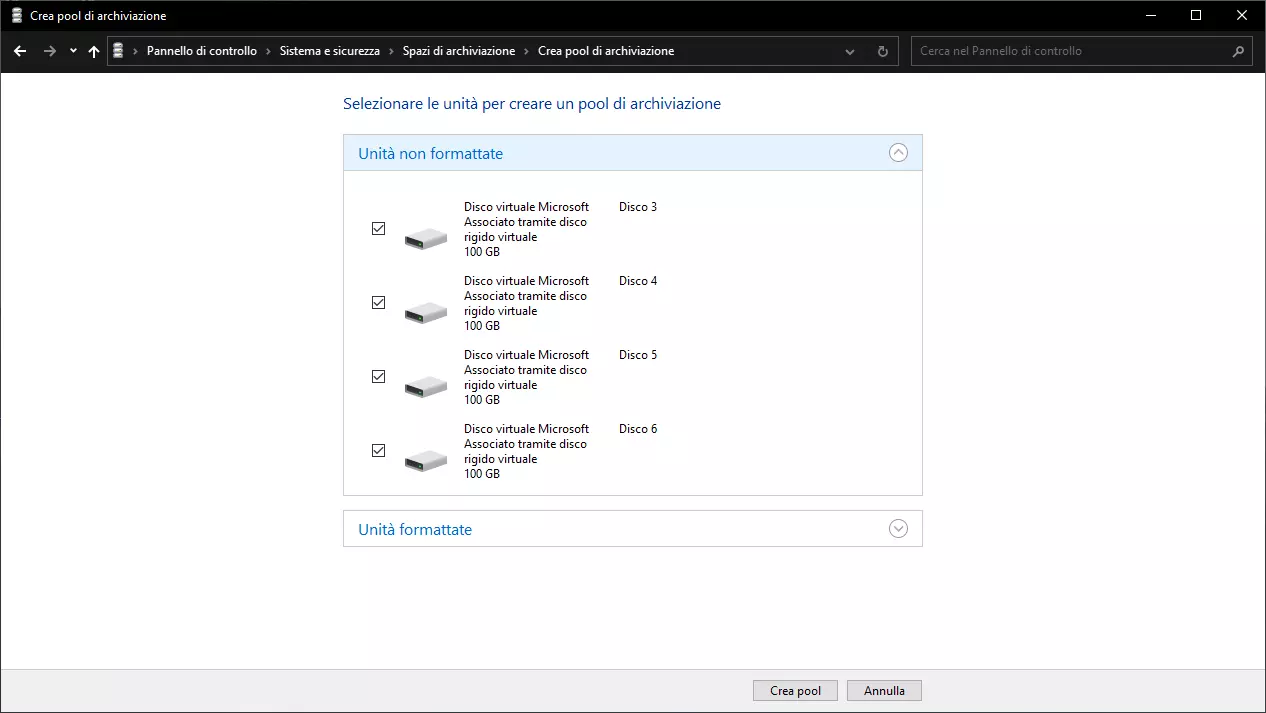 Crea pool di archiviazione
Pannello di controllo > Sistema e sicurezza > Spazi di archiviazione > Crea pool di archiviazione
Cerca nel Pannello di controllo
Selezionare le unità per creare un pool di archiviazione
Unità non formattate
Disco virtuale Microsoft Disco 3
Associato tramite disco
rigido virtuale
100 GB
Disco virtuale Microsoft Disco 4
Associato tramite disco
rigido virtuale
100 GB
Disco virtuale Microsoft Disco 5
Associato tramite disco
rigido virtuale
100 GB
Disco virtuale Microsoft Disco 6
Associato tramite disco
rigido virtuale
100 GB
Unità formattate
Crea pool Annulla